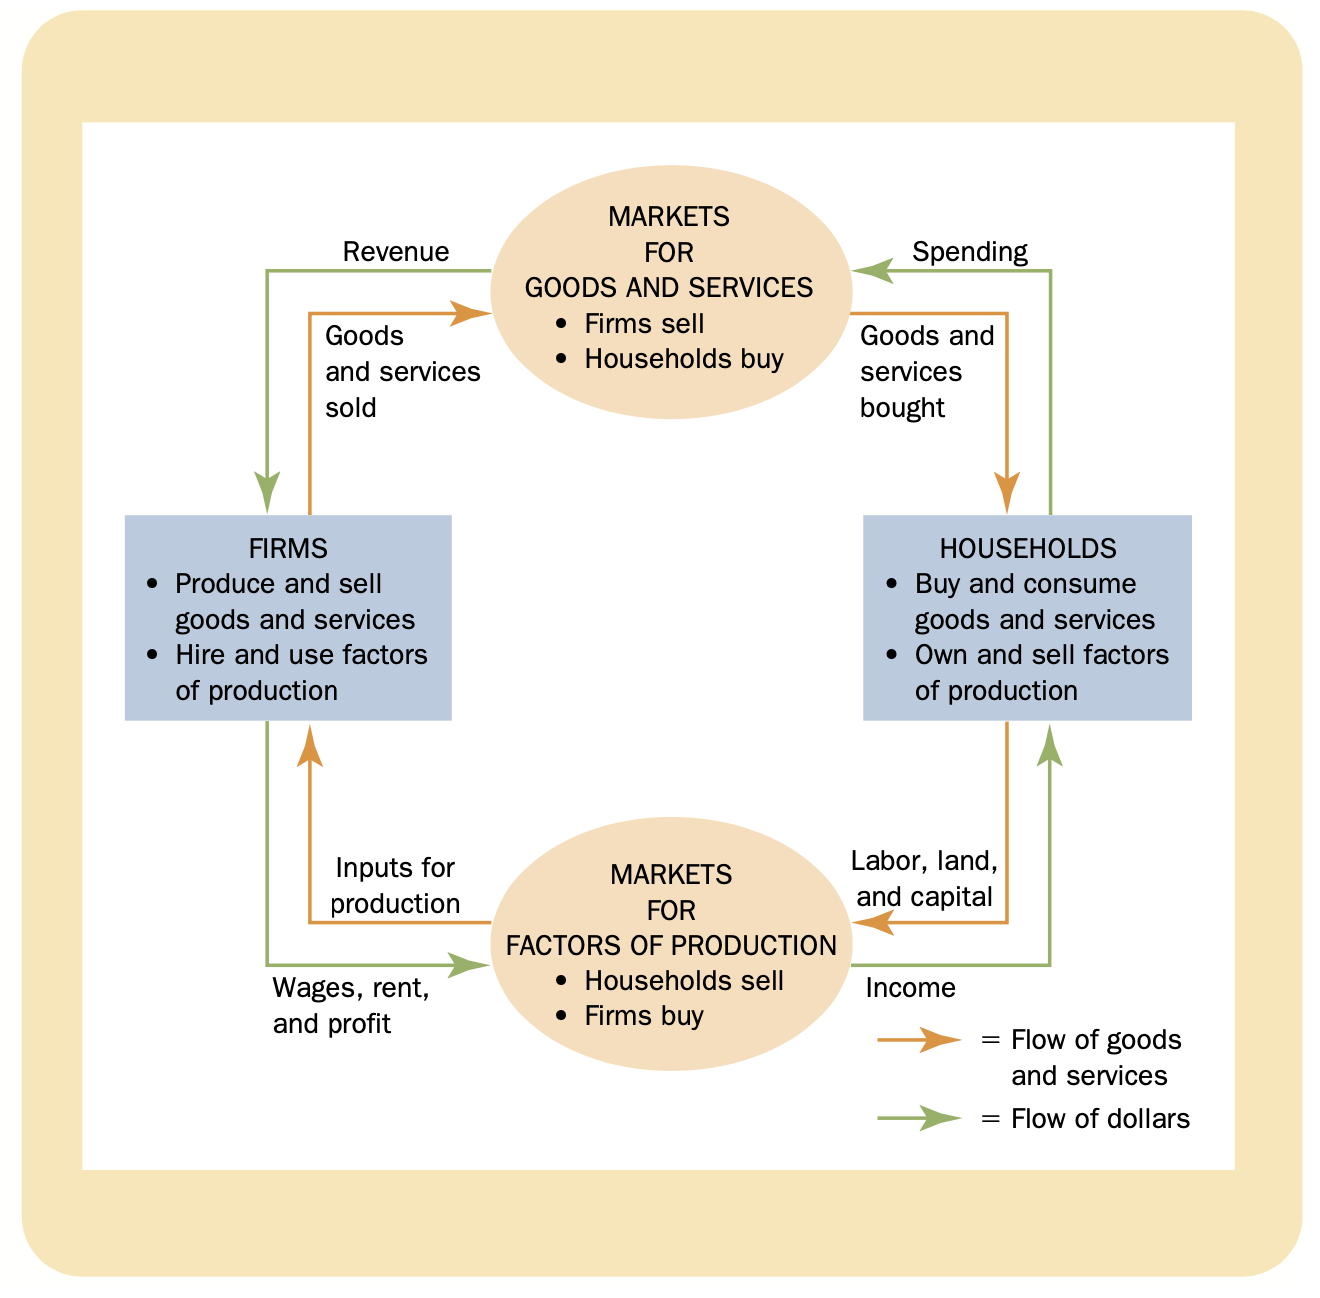 MARKETS
FOR
GOODS AND SERVICES
• Firms sell
• Households buy
Revenue
Spending
Goods
and services
sold
Goods and
services
bought
FIRMS
• Produce and sell
goods and services
• Hire and use factors
of production
HOUSEHOLDS
• Buy and consume
goods and services
• Own and sell factors
of production
Inputs for
production
Labor, land,
and capital
MARKETS
FOR
FACTORS OF PRODUCTION
• Households sell
• Firms buy
Wages, rent,
and profit
Income
= Flow of goods
and services
= Flow of dollars